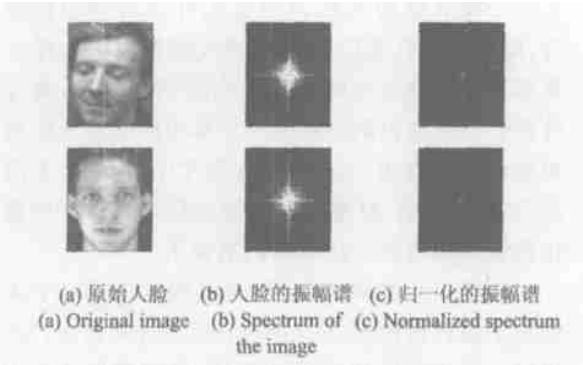 (a) 原始人脸 (b) 人脸的振幅谱 (c) 归一化的振幅谱
(a) Original image (b) Spectrum of (c) Normalized spectrum
the image